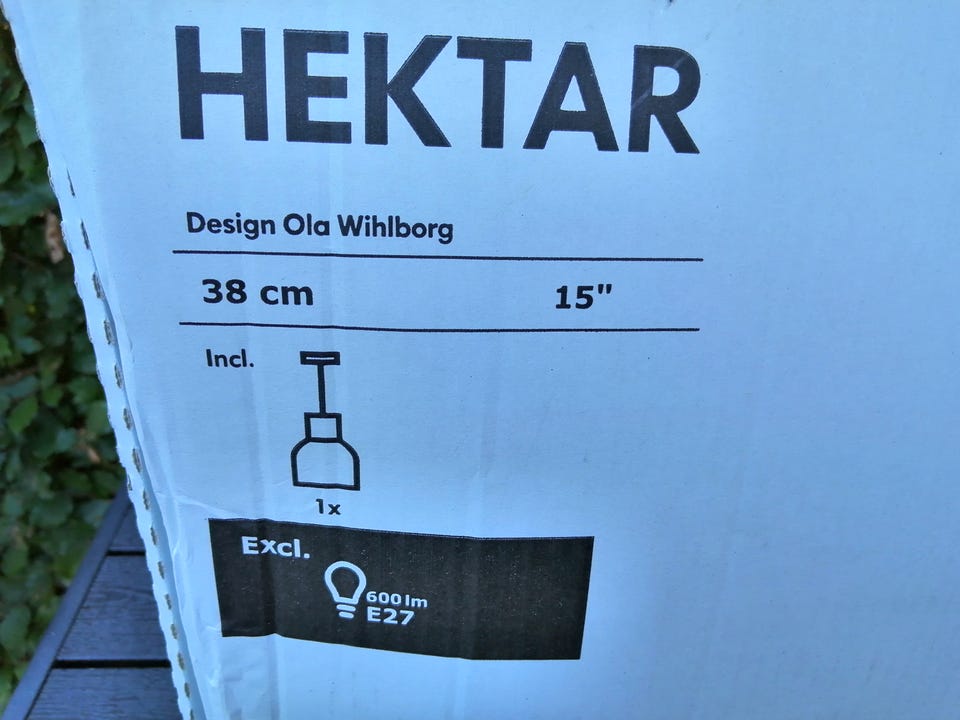 HEKTAR
Design Ola Wihlborg
38 cm 15"
Incl.
1x
Excl.
600 lm
E27